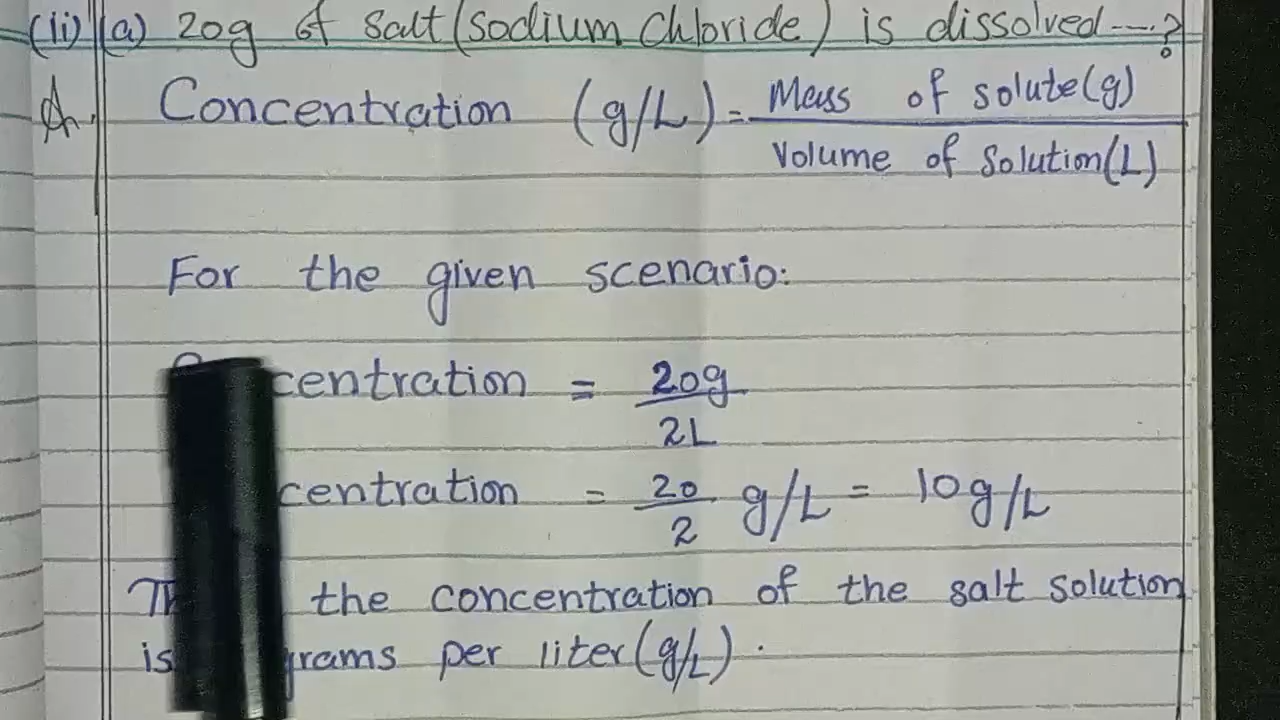 (ii) (a) 20g of salt (sodium chloride) is dissolved ---?
A. Concentration (g/L) = Mass of solute(g)
Volume of solution(L)
For the given scenario:
centration = 20g
2L
centration = 20/2 g/L = 10g/L
the concentration of the salt solution
is grams per liter (g/L).